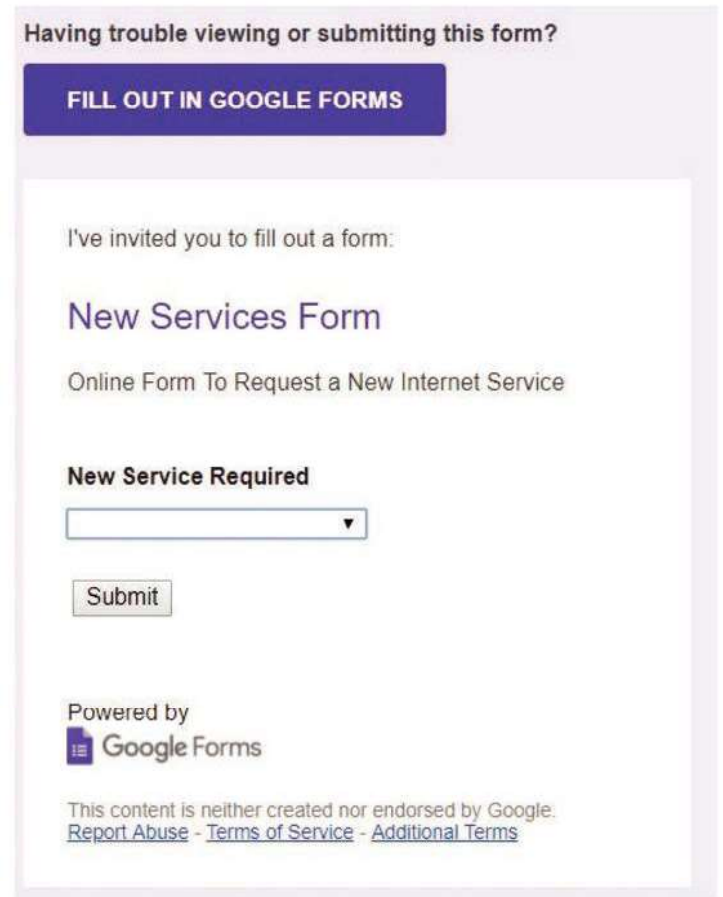 Having trouble viewing or submitting this form?
FILL OUT IN GOOGLE FORMS
I've invited you to fill out a form:
New Services Form
Online Form To Request a New Internet Service
New Service Required
Submit
Powered by
Google Forms
This content is neither created nor endorsed by Google.
Report Abuse - Terms of Service - Additional Terms